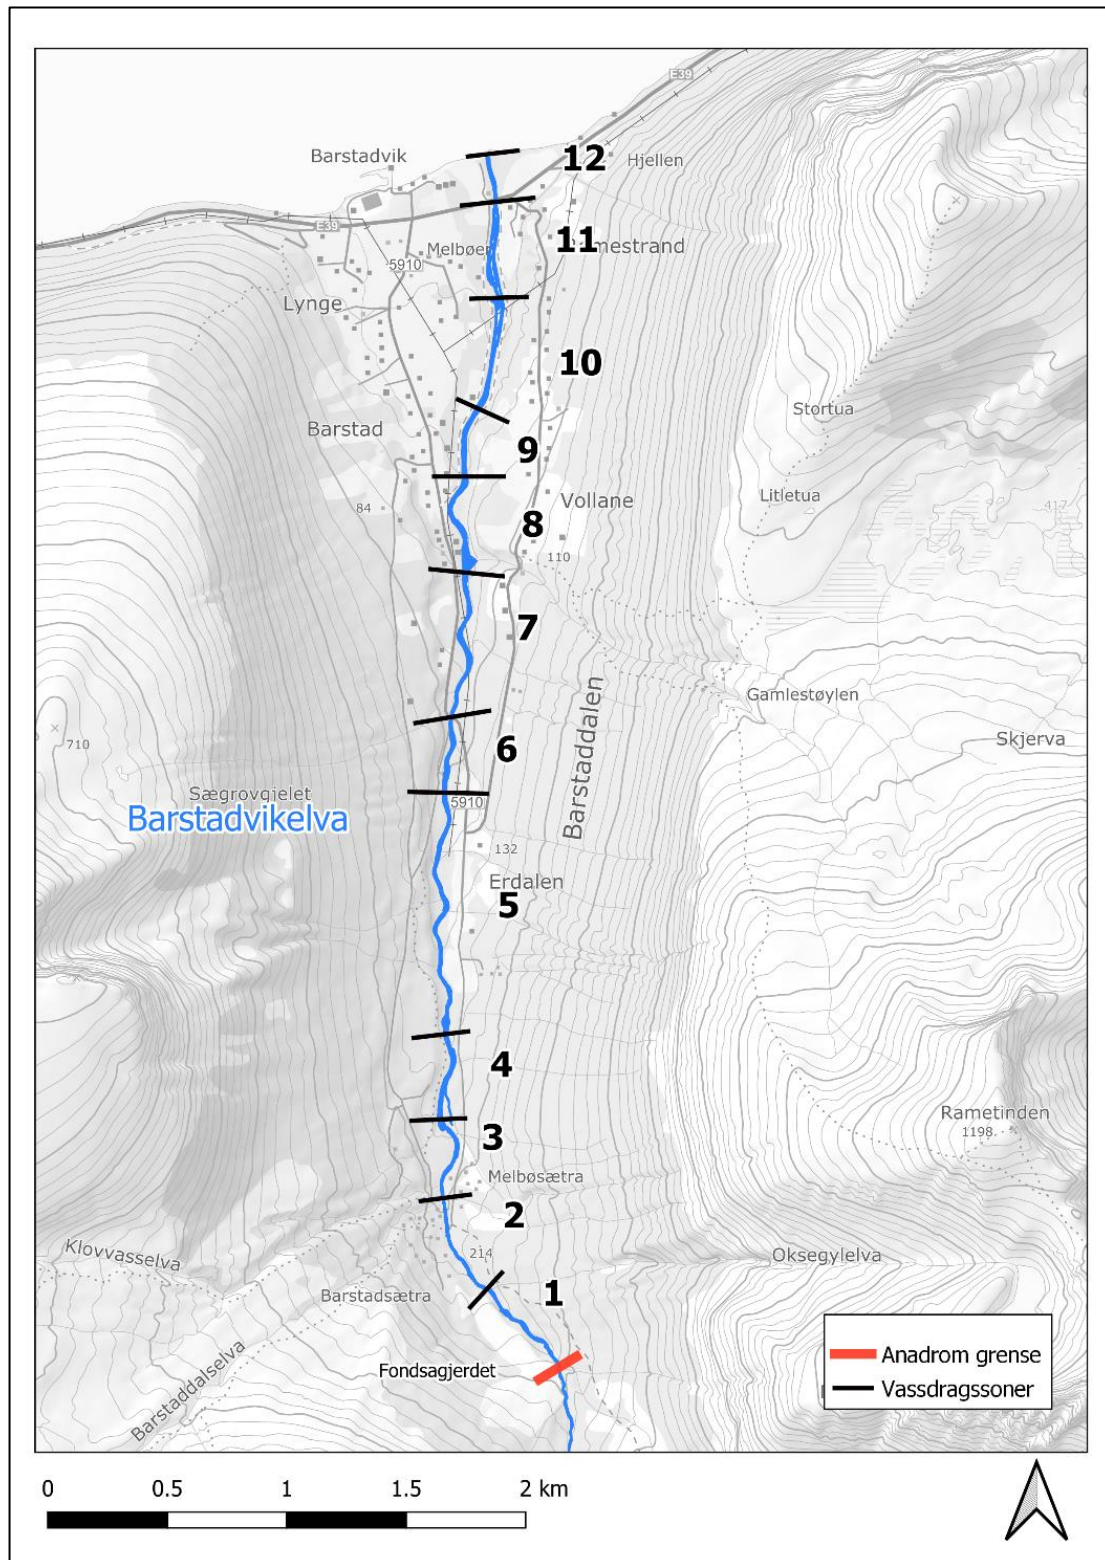 E39
12
Barstadvik
Hjellen
E39
11
Melbøen
mestrand
5910
Lynge
10
Stortua
Barstad
9
Litletua
417
84
8
Vollane
110
7
Barstaddalen
Gamlestøylen
710
6
Skjerva
Sægrovgjelet
5910
Barstadvikelva
132
Erdalen
5
4
Rametinden
1198
3
Melbøsætra
2
Klovvasselva
214
Oksegylelva
Barstadsætra
1
Fondsagjerdet
Barstaddalselva
Anadrom grense
Vassdragssoner
0 0.5 1 1.5 2 km